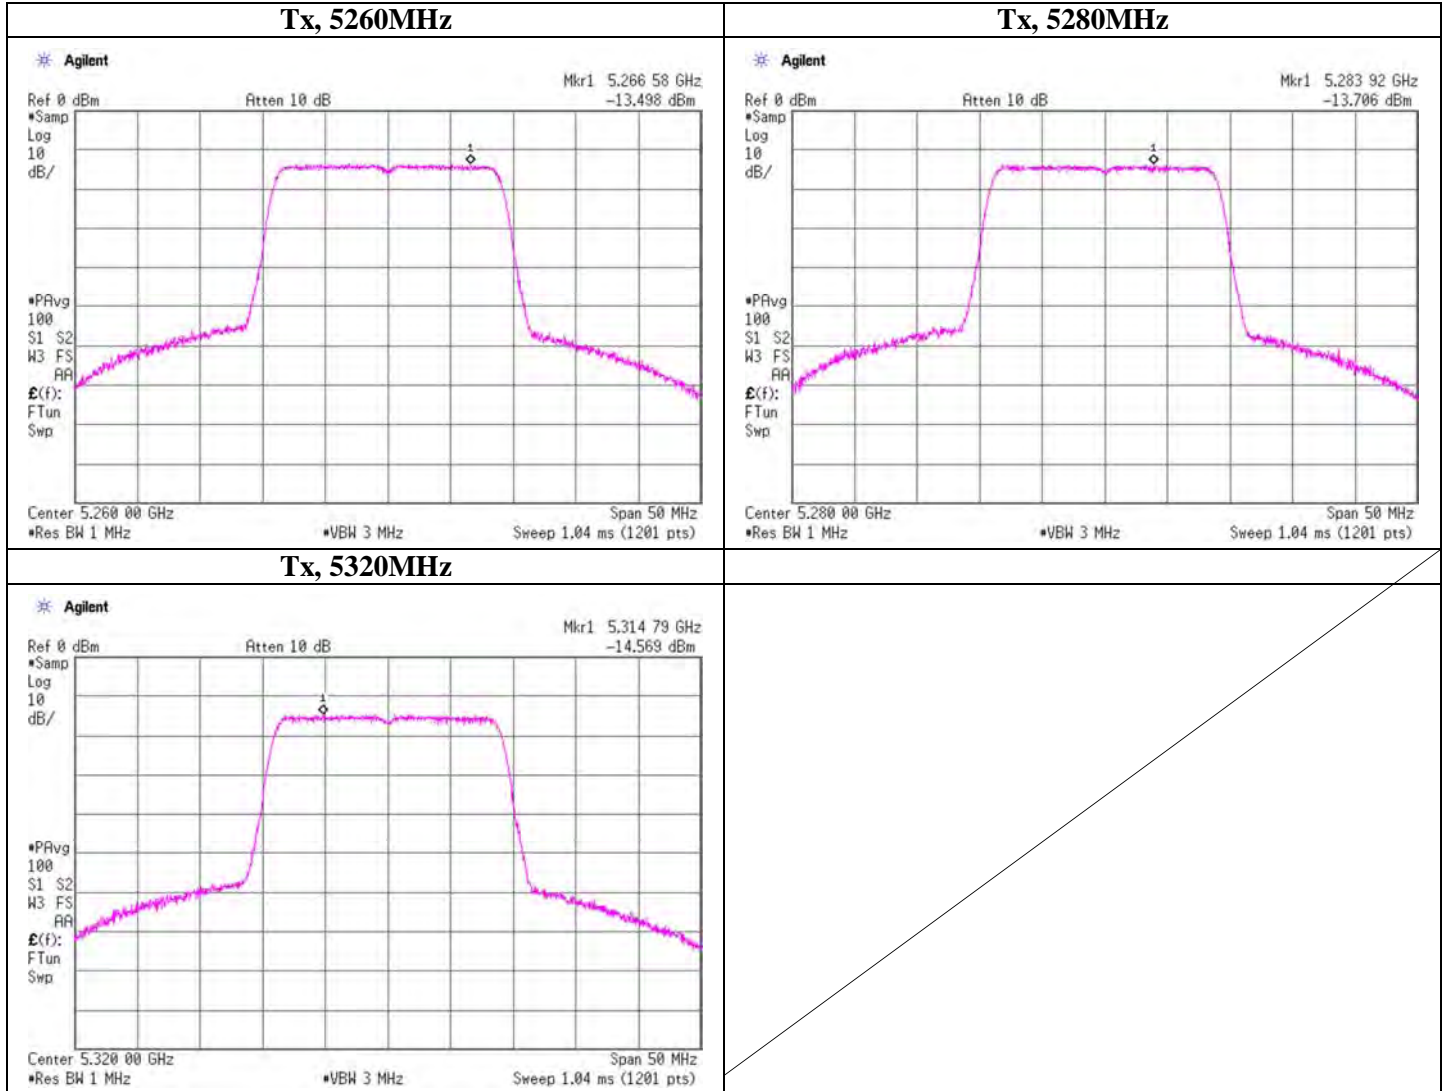 Tx, 5260MHz
Tx, 5280MHz
Agilent
Mkr1 5.266 58 GHz
Ref 0 dBm Atten 10 dB -13.498 dBm
*Samp
Log
10
dB/
1
*PAvg
100
S1 S2
W3 FS
AA
£(f):
FTun
Swp
Center 5.260 00 GHz Span 50 MHz
*Res BW 1 MHz *VBW 3 MHz Sweep 1.04 ms (1201 pts)
Agilent
Mkr1 5.283 92 GHz
Ref 0 dBm Atten 10 dB -13.706 dBm
*Samp
Log
10
dB/
1
*PAvg
100
S1 S2
W3 FS
AA
£(f):
FTun
Swp
Center 5.280 00 GHz Span 50 MHz
*Res BW 1 MHz *VBW 3 MHz Sweep 1.04 ms (1201 pts)
Tx, 5320MHz
Agilent
Mkr1 5.314 79 GHz
Ref 0 dBm Atten 10 dB -14.569 dBm
*Samp
Log
10
dB/
1
*PAvg
100
S1 S2
W3 FS
AA
£(f):
FTun
Swp
Center 5.320 00 GHz Span 50 MHz
*Res BW 1 MHz *VBW 3 MHz Sweep 1.04 ms (1201 pts)